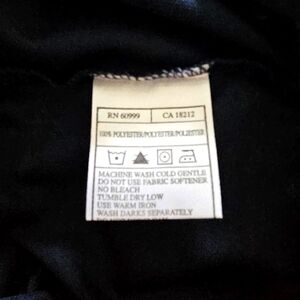 RN 60999 CA 18212
100% POLYESTER/POLYESTER/POLIESTER
MACHINE WASH COLD GENTLE
DO NOT USE FABRIC SOFTENER
NO BLEACH
TUMBLE DRY LOW
USE WARM IRON
WASH DARKS SEPARATELY